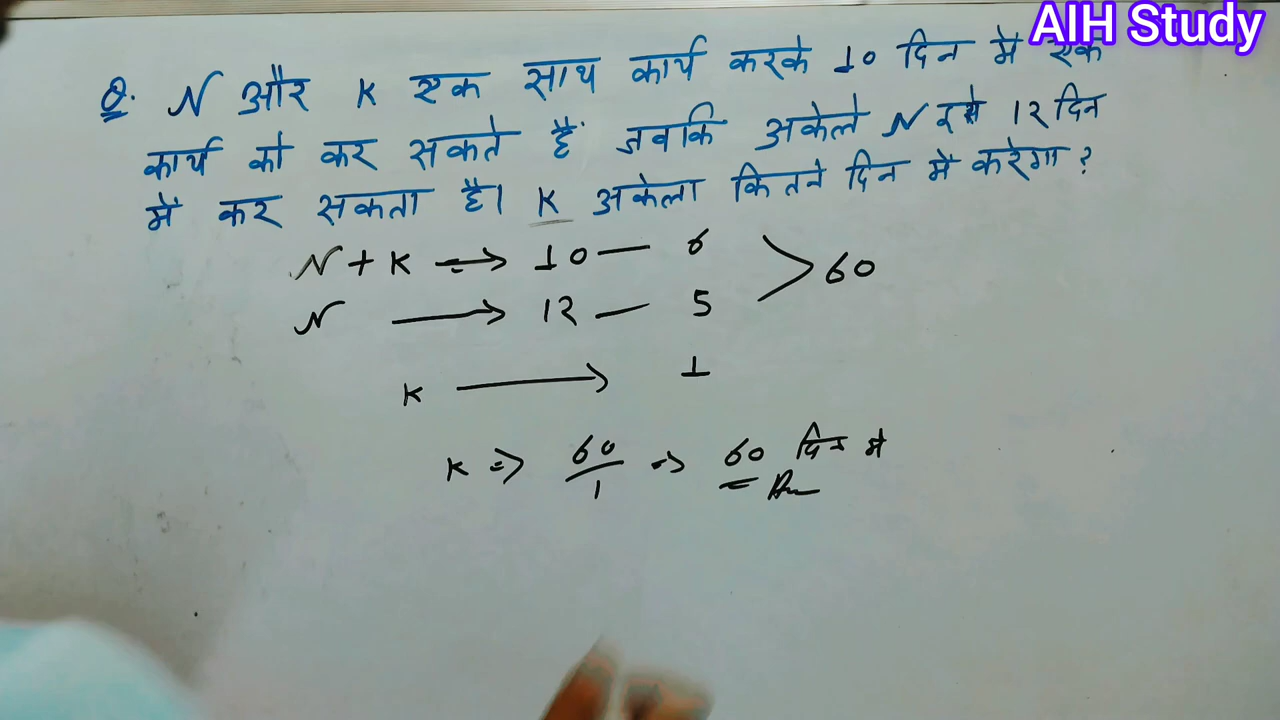 AIH Study
Q. N और K एक साथ कार्य करके 10 दिन में एक
कार्य को कर सकते हैं जबकि अकेले N इसे 12 दिन
में कर सकता है। K अकेला कितने दिन में करेगा?
N + K => 10 — 6
N → 12 — 5 > 60
K → 1
K => 60/1 => 60 दिन में
Ans